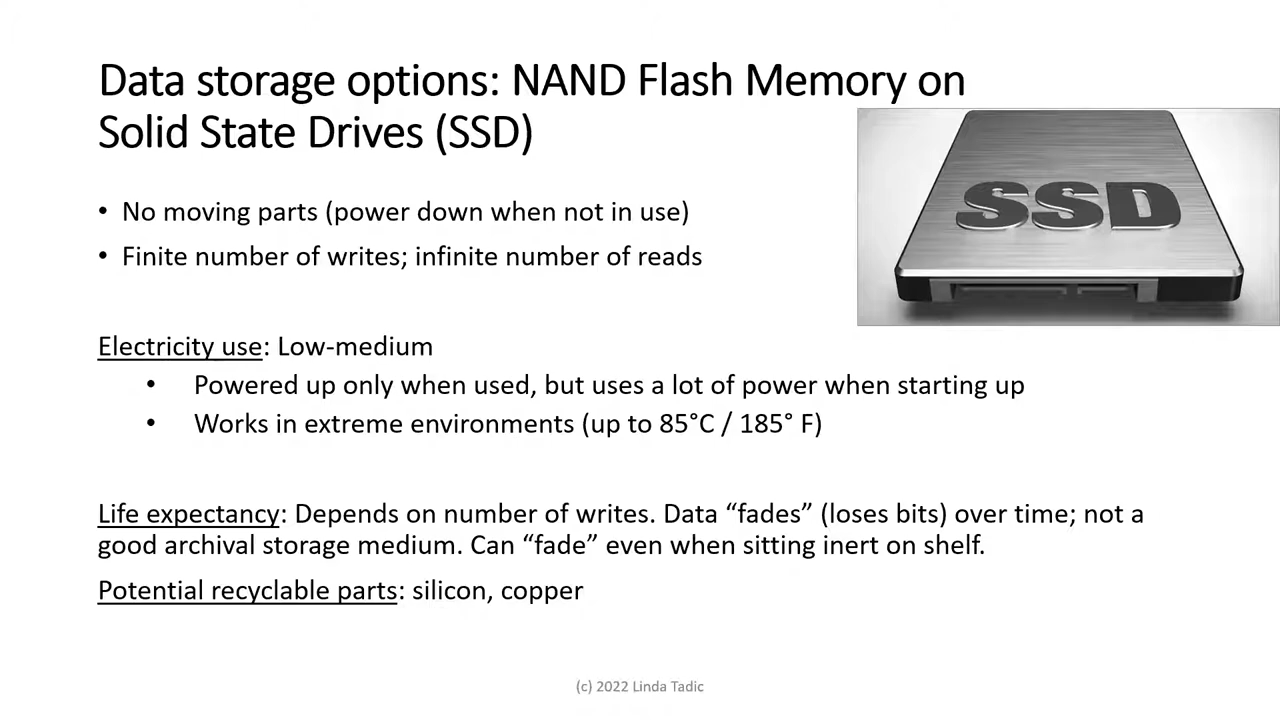 Data storage options: NAND Flash Memory on
Solid State Drives (SSD)
SSD
• No moving parts (power down when not in use)
• Finite number of writes; infinite number of reads
Electricity use: Low-medium
• Powered up only when used, but uses a lot of power when starting up
• Works in extreme environments (up to 85°C / 185° F)
Life expectancy: Depends on number of writes. Data “fades” (loses bits) over time; not a
good archival storage medium. Can “fade” even when sitting inert on shelf.
Potential recyclable parts: silicon, copper
(c) 2022 Linda Tadic